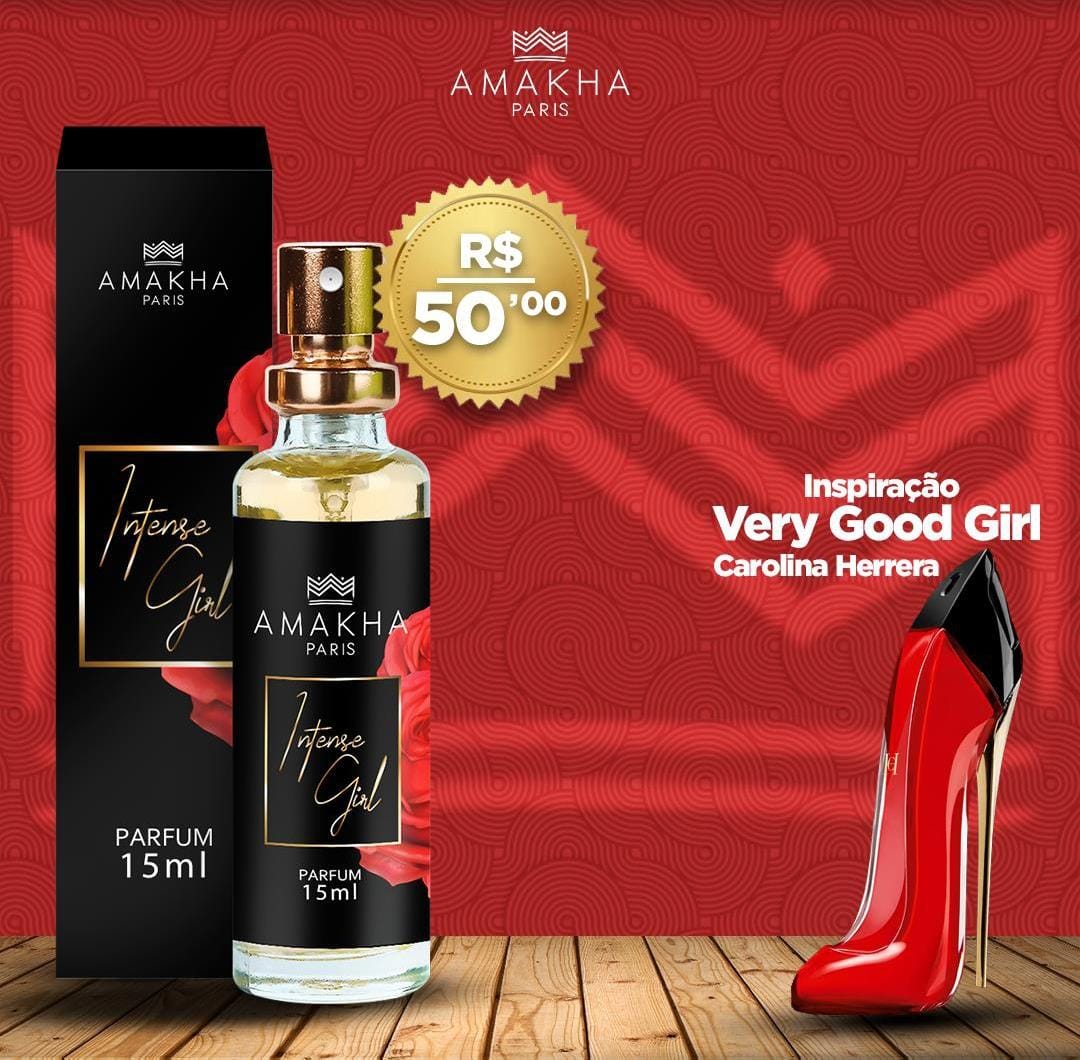 AMAKHA
PARIS
AMAKHA
PARIS
Intense
Girl
PARFUM
15ml
R$
50,00
AMAKHA
PARIS
Intense
Girl
PARFUM
15ml
Inspiração
Very Good Girl
Carolina Herrera
CH